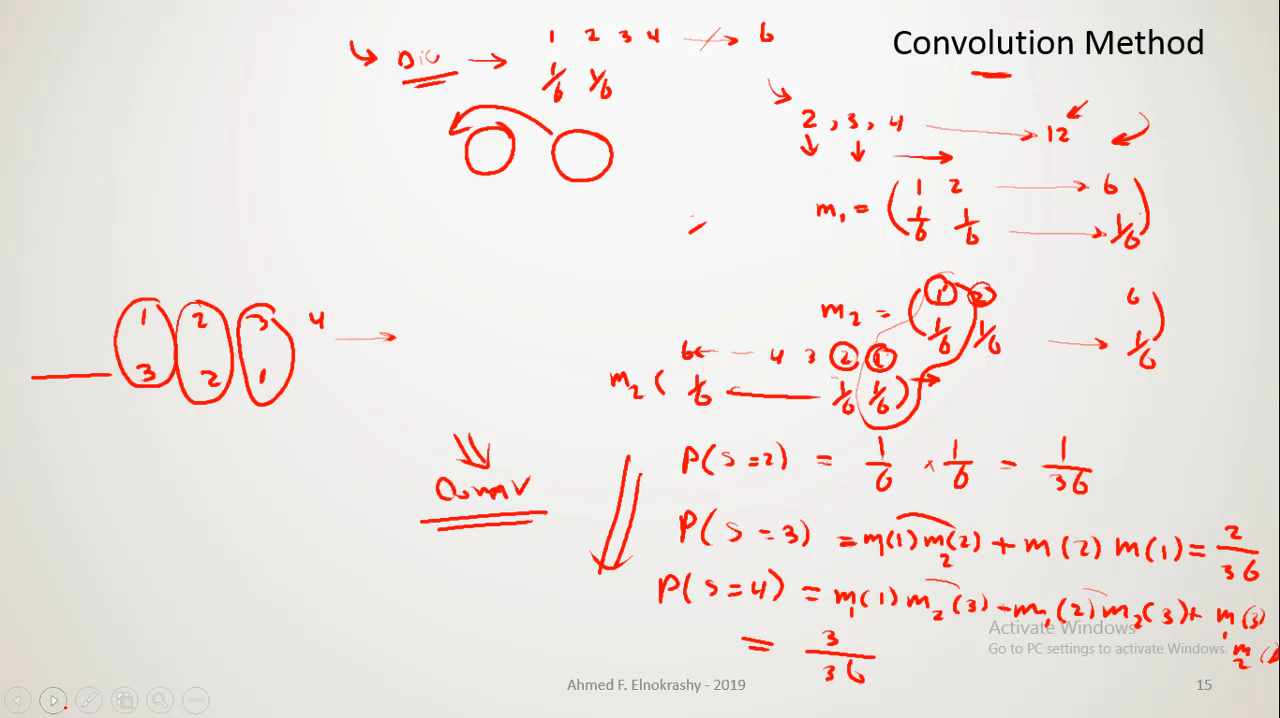 Convolution Method
1 2 3 4 → 6
Dic →
1/6 1/6
2, 3, 4 → 12
m₁ = ( 1 2 → 6
1/6 1/6 → 1/6 )
m₂ = ( 1 2 6
1/6 1/6 → 1/6 )
1 2 3 4 →
3 2 1
6 ← 4 3 2 1
m₂ ( 1/6 ← 1/6 1/6 )
P(S=2) = 1/6 × 1/6 = 1/36
P(S=3) = m(1) m₂(2) + m(2) m(1) = 2/36
P(S=4) = m₁(1) m₂(3) + m₁(2) m₂(3) + m₁(3)
m₂(
= 3/36
Activate Windows
Go to PC settings to activate Windows.
Ahmed F. Elnokrashy - 2019
15